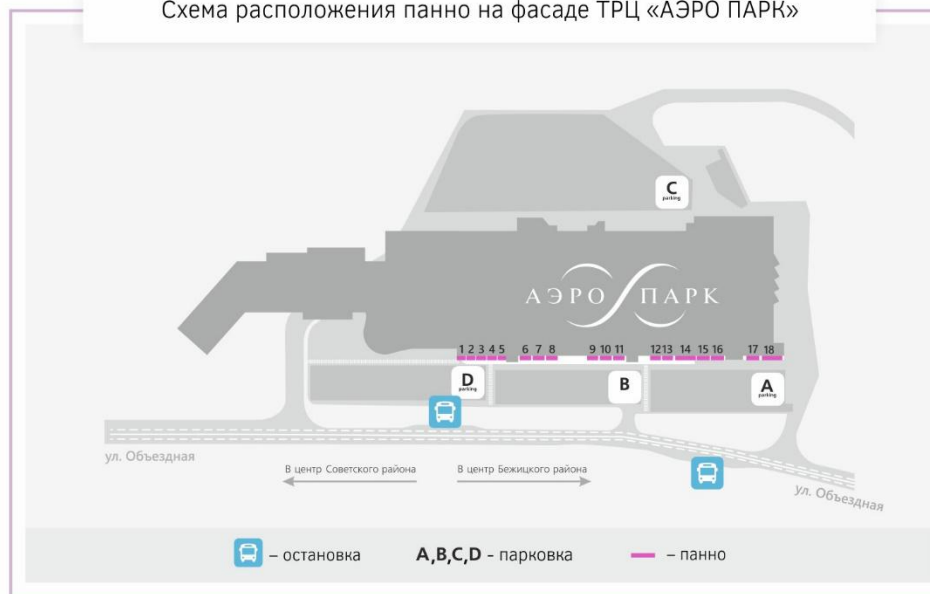 Схема расположения панно на фасаде ТРЦ «АЭРО ПАРК»
C
parking
АЭРО ПАРК
1 2 3 4 5 6 7 8 9 10 11 12 13 14 15 16 17 18
D
parking
B
A
parking
ул. Объездная
В центр Советского района
В центр Бежицкого района
ул. Объездная
– остановка
A,B,C,D - парковка
– панно